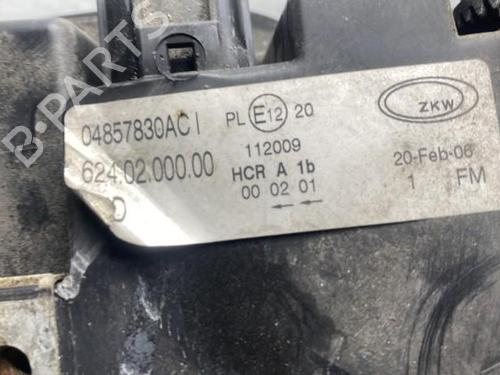 B-PARTS
04857830AC I
PL E12 20
ZKW
112009
624.02.000.00
HCR A 1b
20-Feb-06
00 02 01
1 FM
D